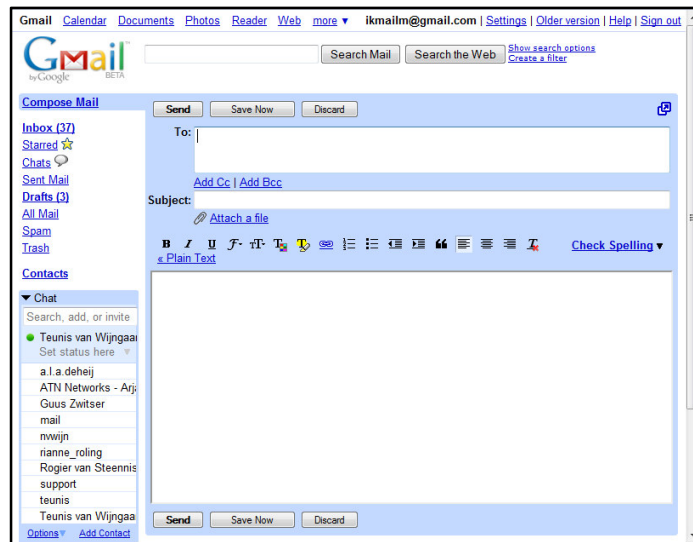 Gmail Calendar Documents Photos Reader Web more ▼ ikmailm@gmail.com | Settings | Older version | Help | Sign out
Gmail
by Google BETA
Search Mail Search the Web Show search options
Create a filter
Compose Mail
Inbox (37)
Starred
Chats
Sent Mail
Drafts (3)
All Mail
Spam
Trash
Contacts
▼ Chat
Search, add, or invite
Teunis van Wijngaa
Set status here ▼
a.l.a.deheij
ATN Networks - Arj
Guus Zwitser
mail
nvwijn
rianne_roling
Rogier van Steennis
support
teunis
Teunis van Wijngaa
Options▼ Add Contact
Send Save Now Discard
To:
Add Cc | Add Bcc
Subject:
Attach a file
B I U F T T T Check Spelling ▼
« Plain Text
Send Save Now Discard